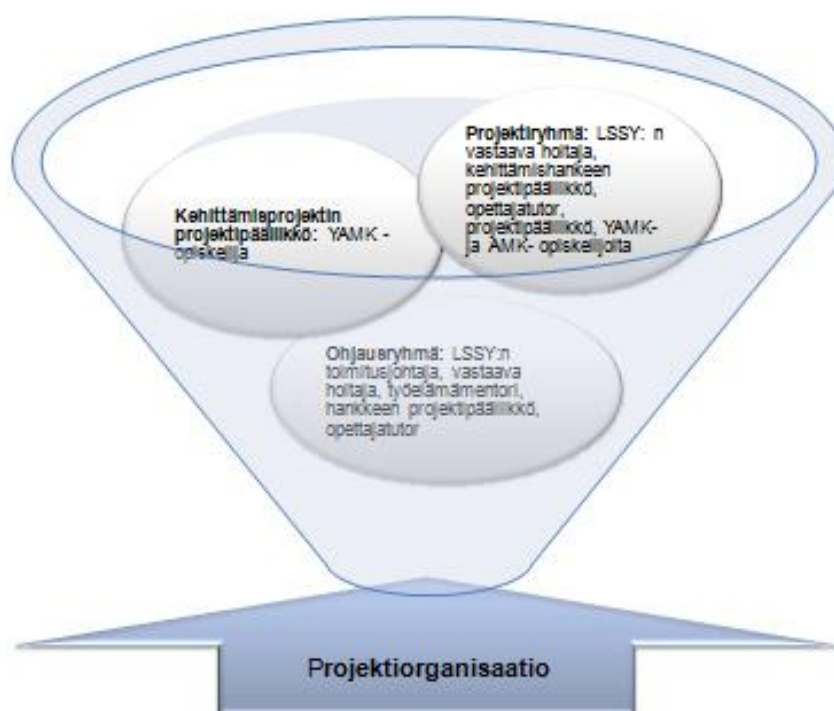 Kehittämisprojektin
projektipäällikkö: YAMK -
opiskelija
Projektiryhmä: LSSY: n
vastaava hoitaja,
kehittämishankeen
projektipäällikkö,
opettajatutor,
projektipäällikkö, YAMK-
ja AMK- opiskelijoita
Ohjausryhmä: LSSY:n
toimitusjohtaja, vastaava
hoitaja, työelämämentori,
hankkeen projektipäällikkö,
opettajatutor
Projektiorganisaatio